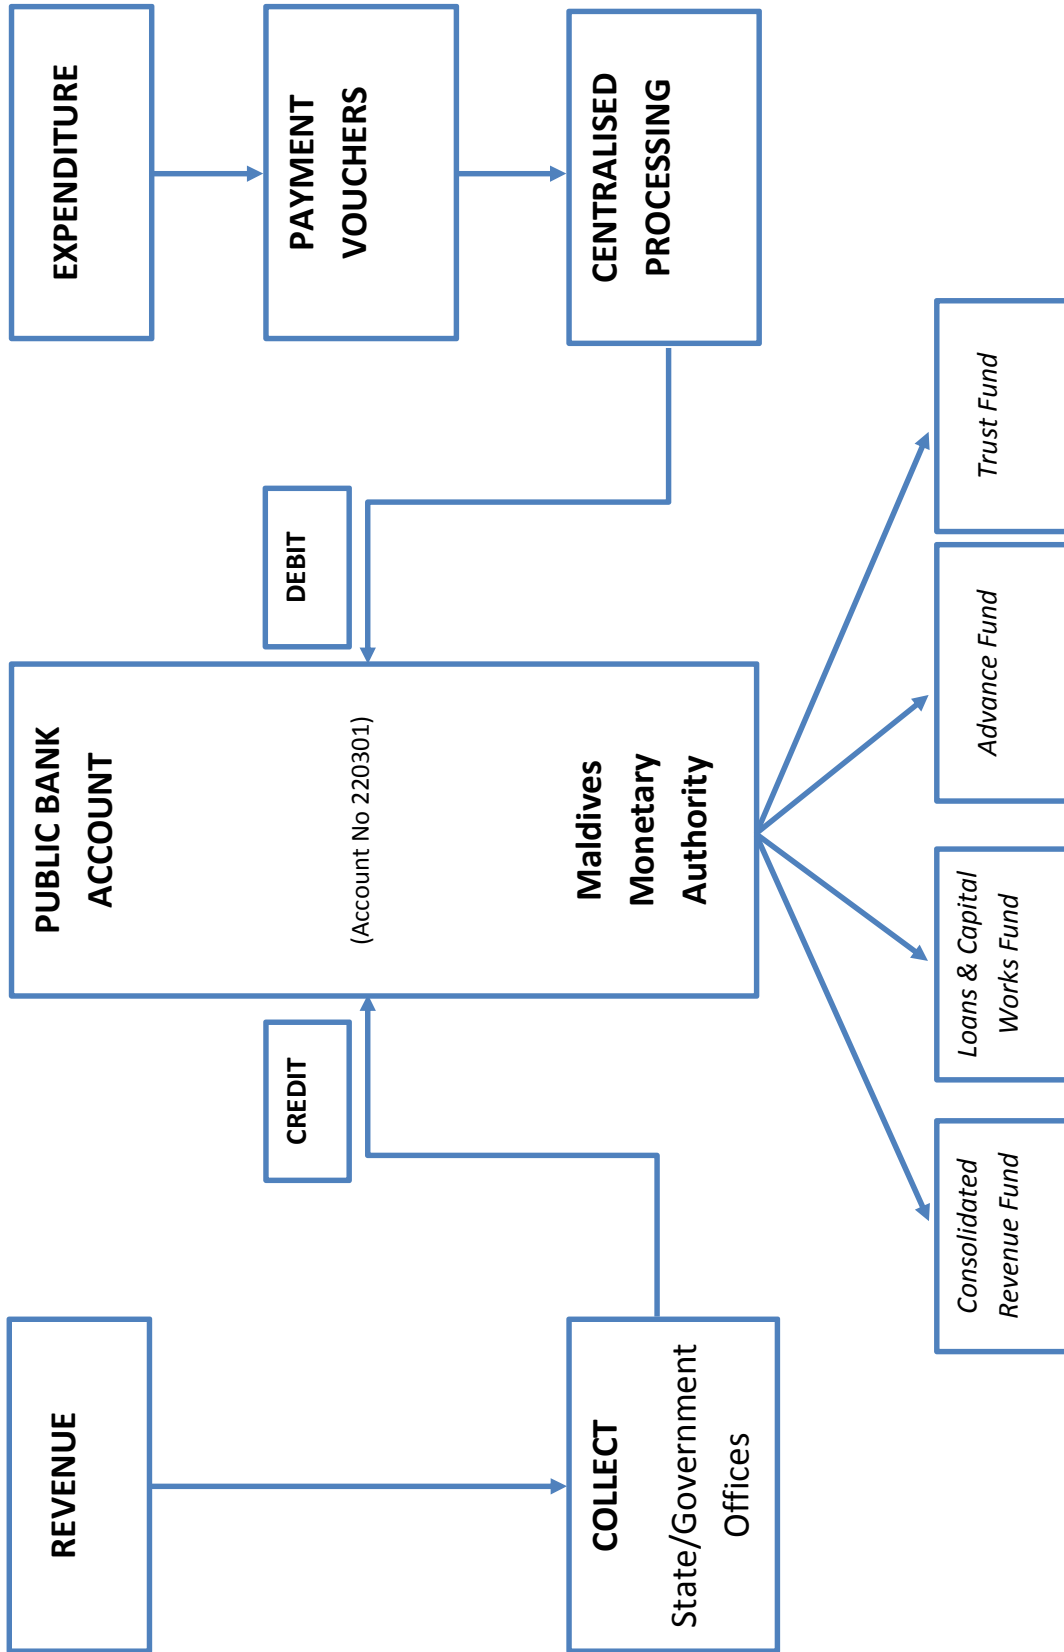 REVENUE
COLLECT
State/Government
Offices
CREDIT
PUBLIC BANK
ACCOUNT
(Account No 220301)
Maldives
Monetary
Authority
DEBIT
EXPENDITURE
PAYMENT
VOUCHERS
CENTRALISED
PROCESSING
Consolidated
Revenue Fund
Loans & Capital
Works Fund
Advance Fund
Trust Fund